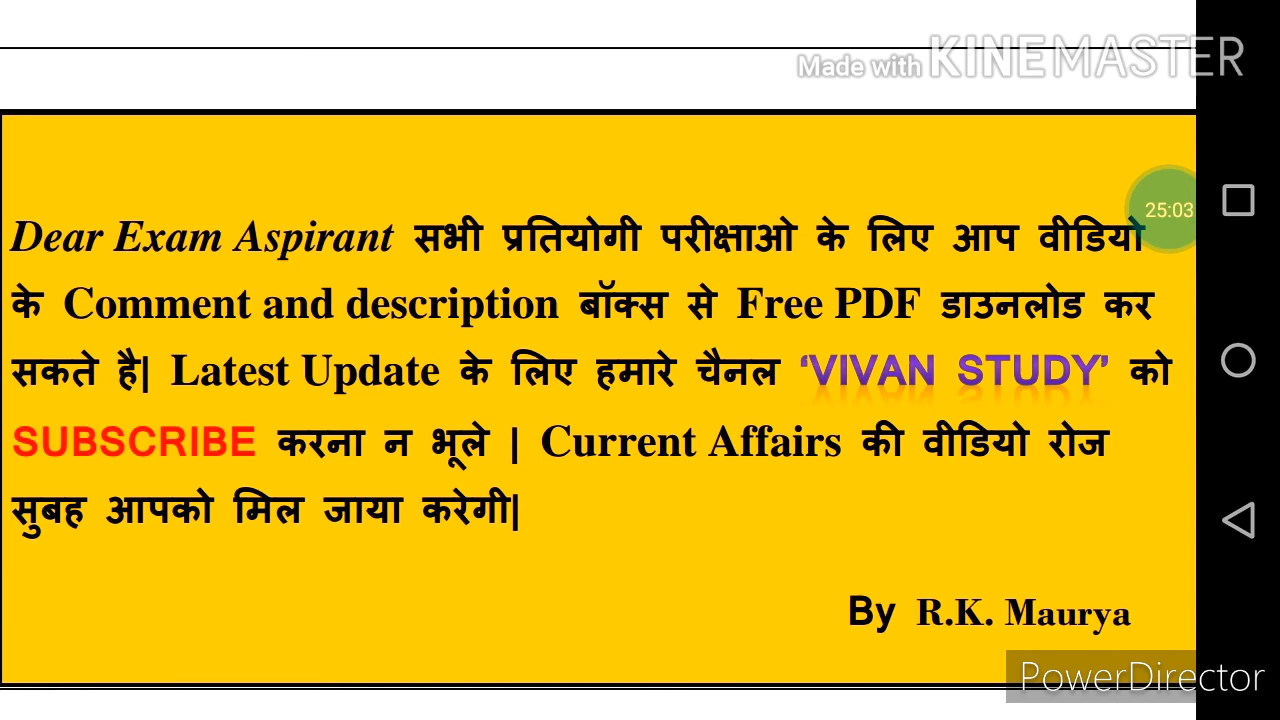 Made with KINEMASTER
25:03
Dear Exam Aspirant सभी प्रतियोगी परीक्षाओ के लिए आप वीडियो
के Comment and description बॉक्स से Free PDF डाउनलोड कर
सकते है| Latest Update के लिए हमारे चैनल ‘VIVAN STUDY’ को
SUBSCRIBE करना न भूले | Current Affairs की वीडियो रोज
सुबह आपको मिल जाया करेगी|
By R.K. Maurya
PowerDirector